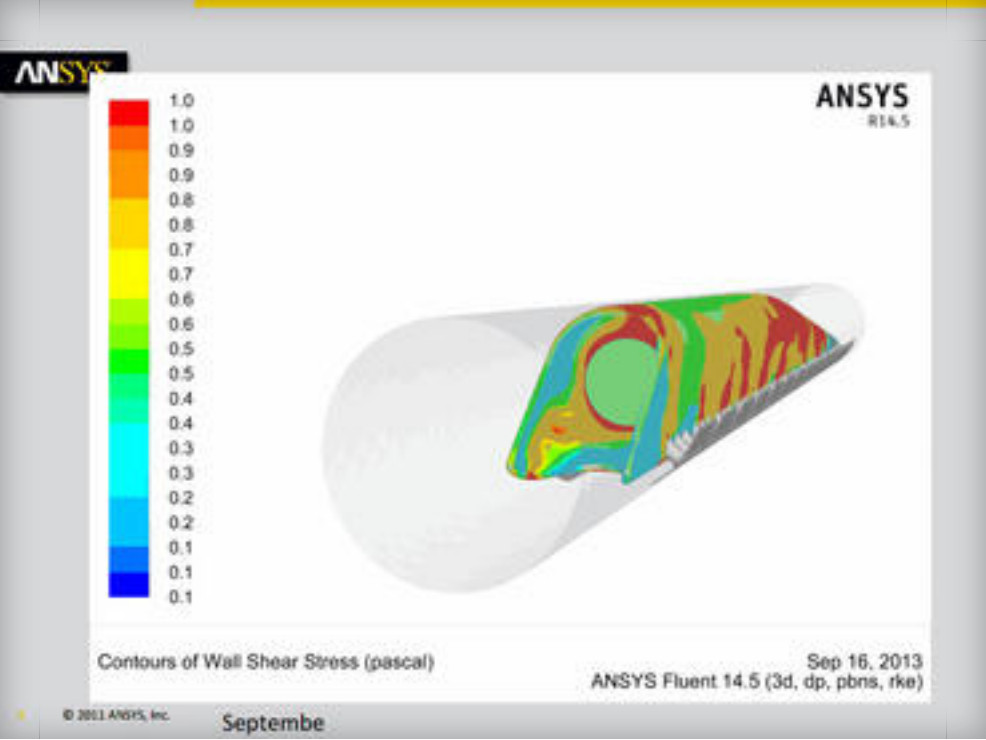 ANSYS
ANSYS
R14.5
1.0
1.0
0.9
0.9
0.8
0.8
0.7
0.7
0.6
0.6
0.5
0.5
0.4
0.4
0.3
0.3
0.2
0.2
0.1
0.1
0.1
Contours of Wall Shear Stress (pascal)
Sep 16, 2013
ANSYS Fluent 14.5 (3d, dp, pbns, rke)
© 2011 ANSYS, Inc.
Septembe